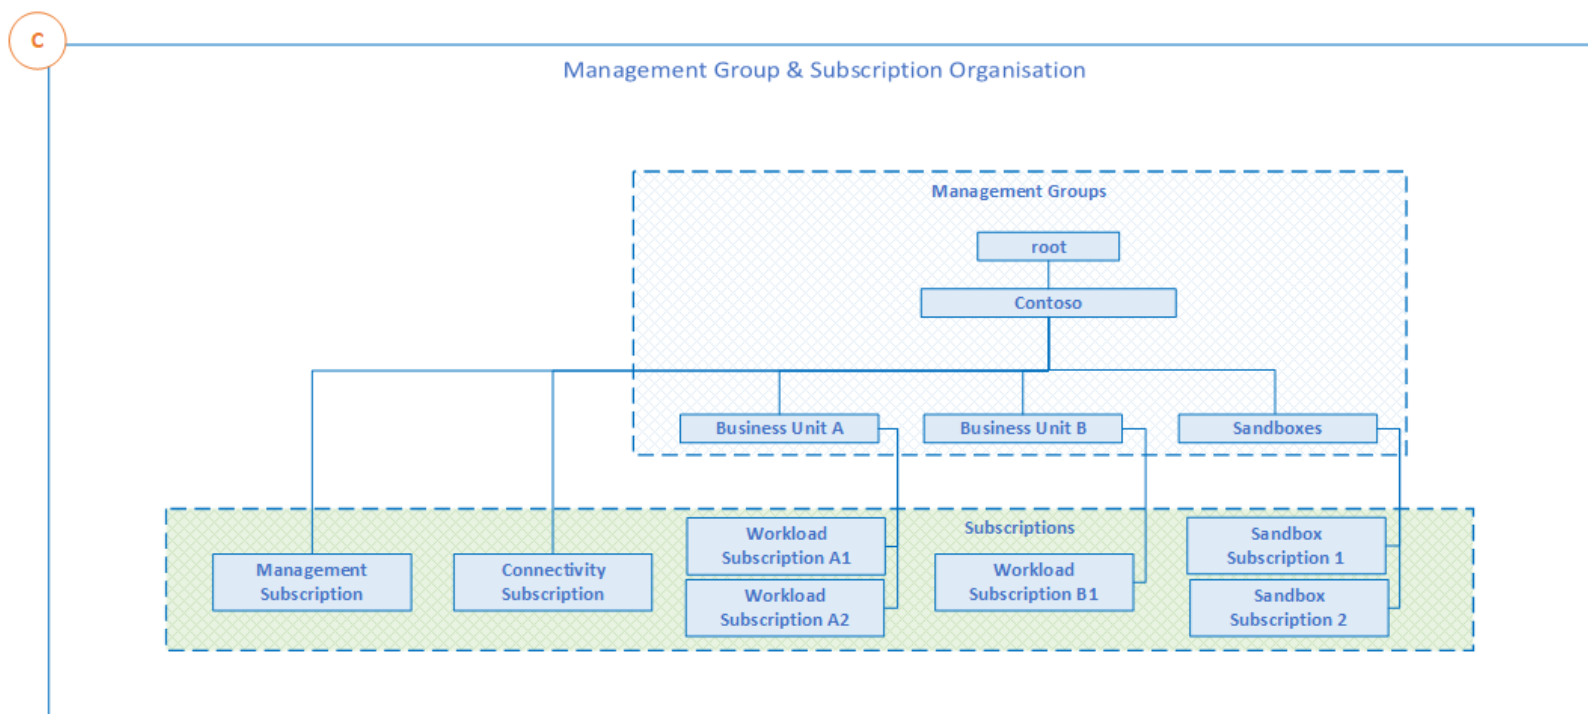 C
Management Group & Subscription Organisation
Management Groups
root
Contoso
Business Unit A
Business Unit B
Sandboxes
Subscriptions
Management
Subscription
Connectivity
Subscription
Workload
Subscription A1
Workload
Subscription A2
Workload
Subscription B1
Sandbox
Subscription 1
Sandbox
Subscription 2